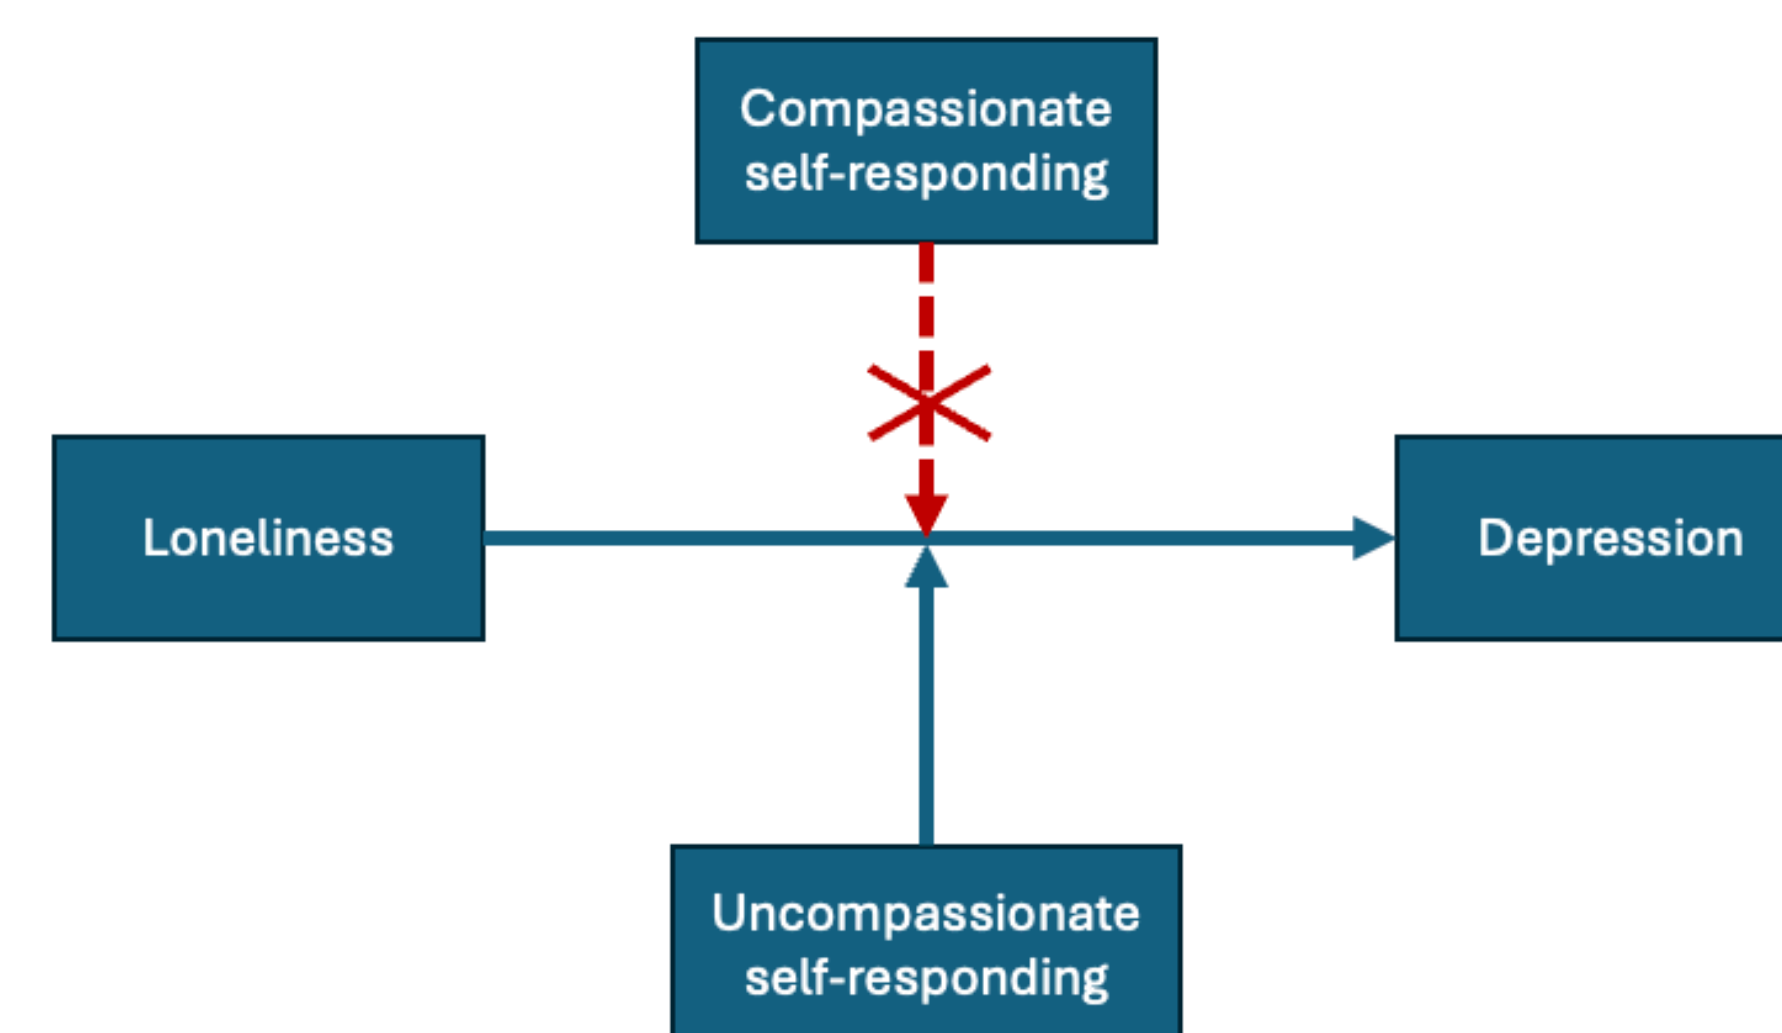 Compassionate
self-responding
Loneliness
Depression
Uncompassionate
self-responding